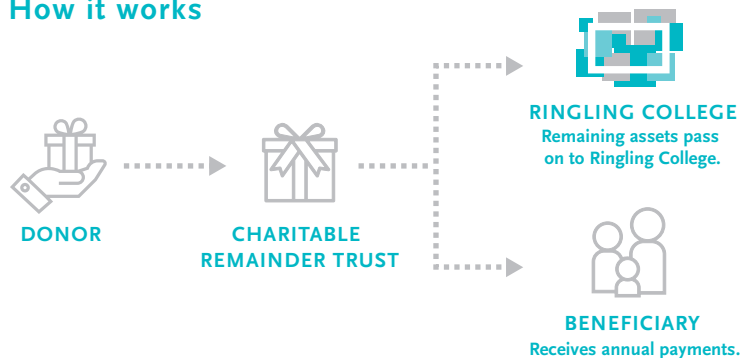 How it works
RINGLING COLLEGE
Remaining assets pass
on to Ringling College.
DONOR
CHARITABLE
REMAINDER TRUST
BENEFICIARY
Receives annual payments.